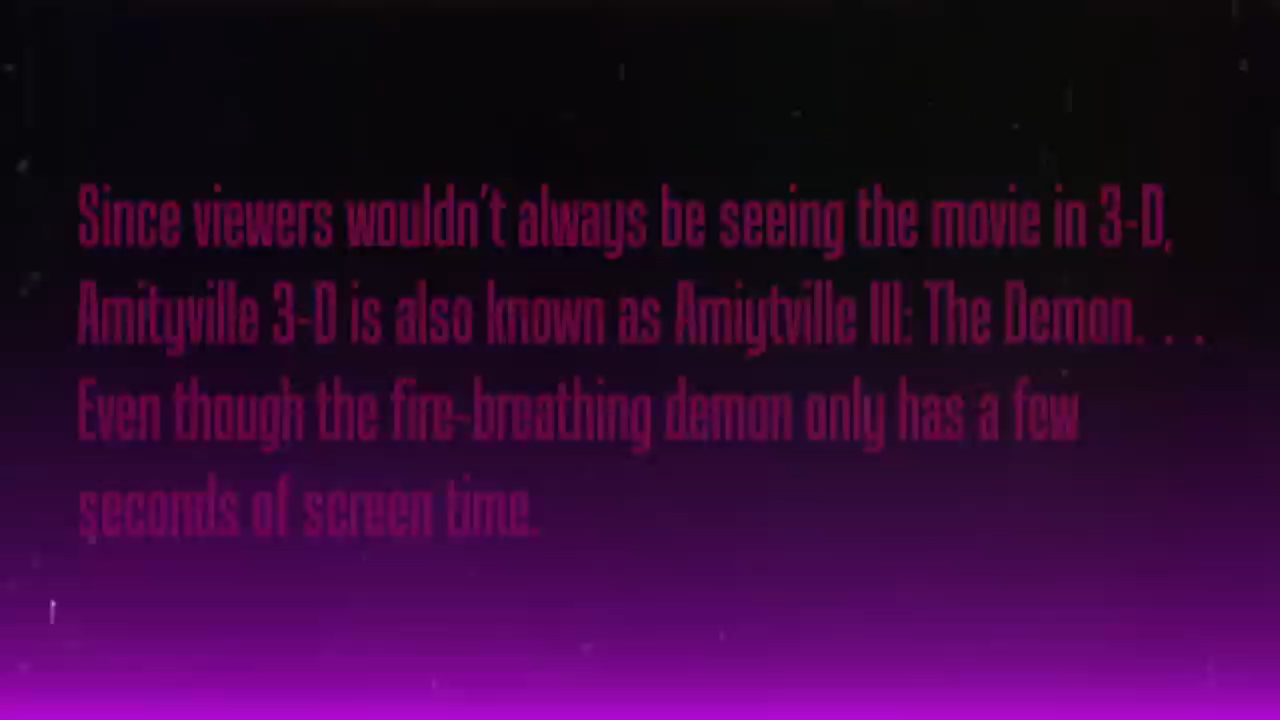 Since viewers wouldn't always be seeing the movie in 3-D,
Amityville 3-D is also known as Amiytville III: The Demon. . .
Even though the fire-breathing demon only has a few
seconds of screen time.